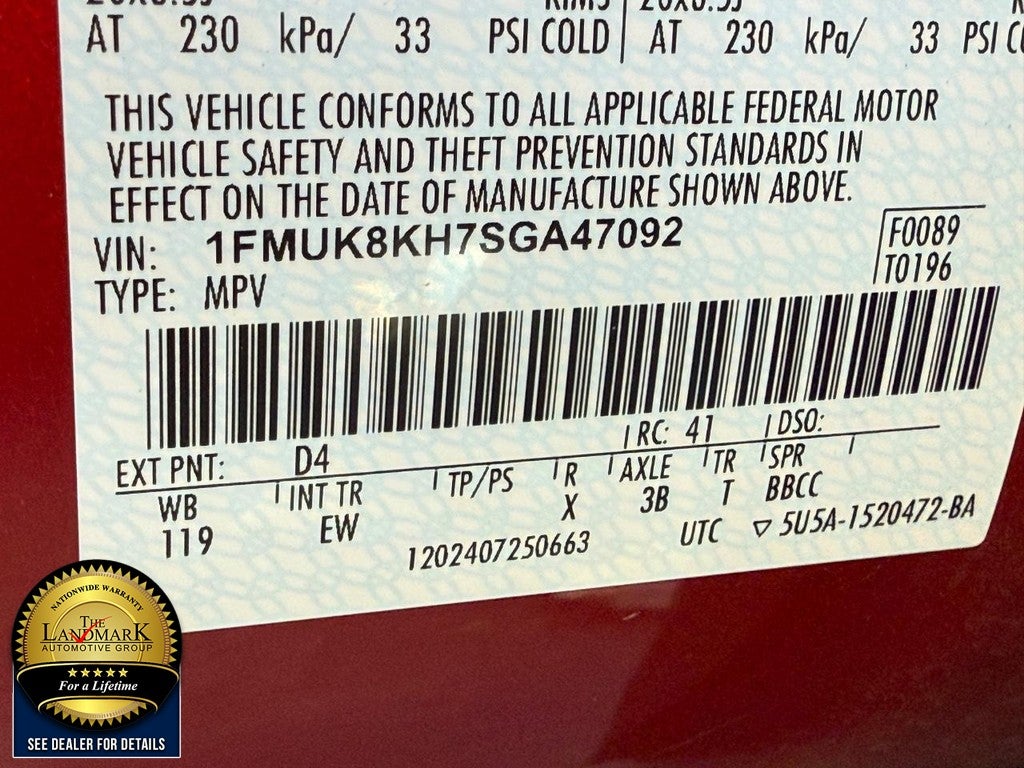 AT 230 kPa/ 33 PSI COLD AT 230 kPa/ 33 PSI
THIS VEHICLE CONFORMS TO ALL APPLICABLE FEDERAL MOTOR
VEHICLE SAFETY AND THEFT PREVENTION STANDARDS IN
EFFECT ON THE DATE OF MANUFACTURE SHOWN ABOVE.
VIN: 1FMUK8KH7SGA47092
F0089
TYPE: MPV
T0196
EXT PNT: D4 RC: 41 DSO:
WB INT TR TP/PS R AXLE TR SPR
119 EW X 3B T BBCC
1202407250663 UTC ▽ 5U5A-1520472-BA
NATIONWIDE WARRANTY
THE
LANDMARK
AUTOMOTIVE GROUP
For a Lifetime
SEE DEALER FOR DETAILS